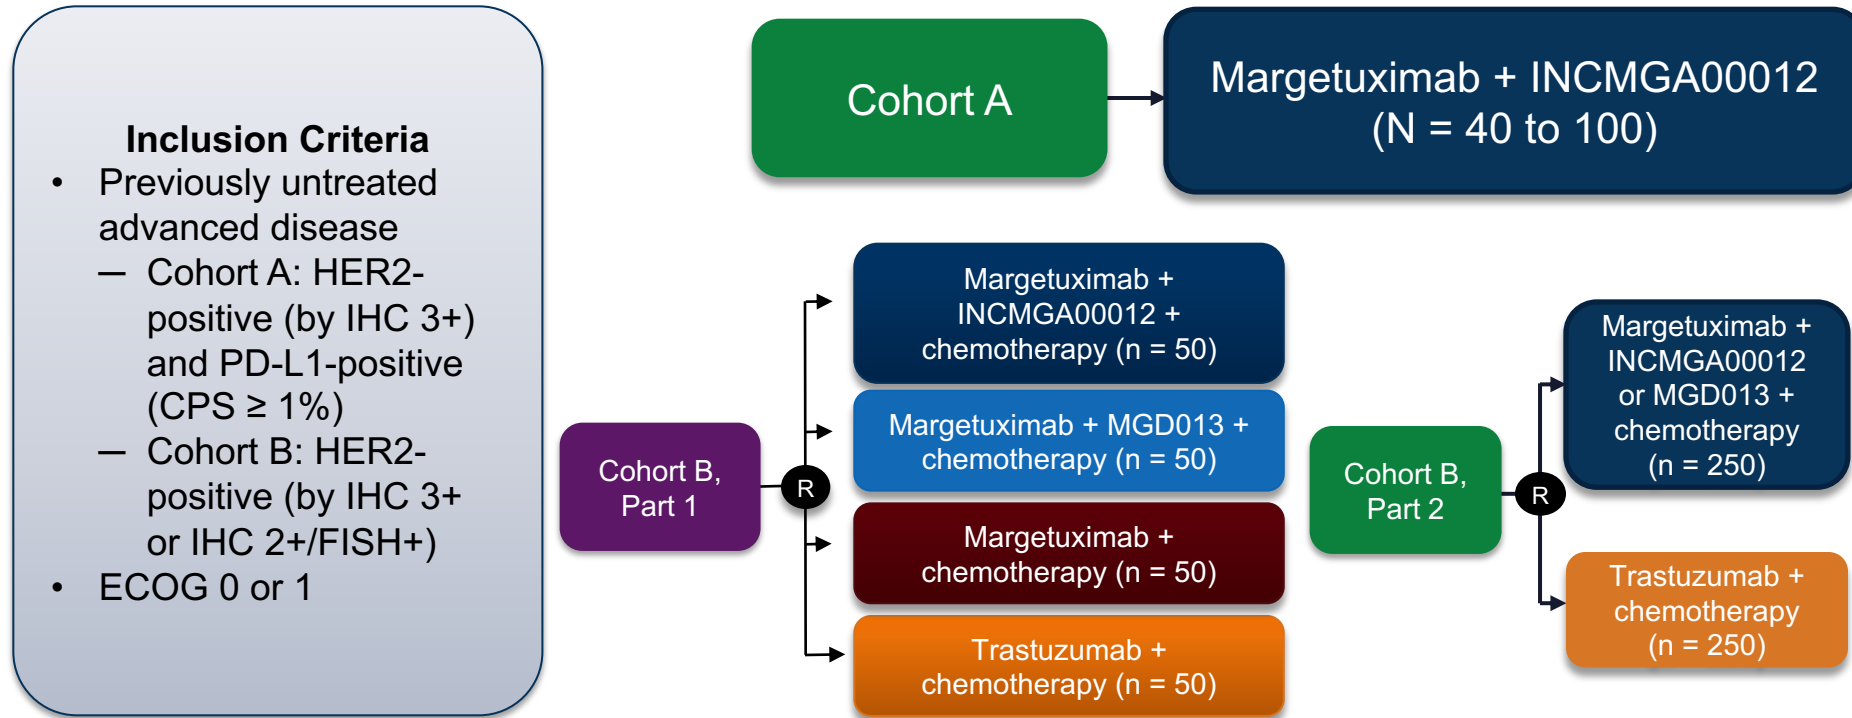 Inclusion Criteria
• Previously untreated
advanced disease
— Cohort A: HER2-
positive (by IHC 3+)
and PD-L1-positive
(CPS ≥ 1%)
— Cohort B: HER2-
positive (by IHC 3+
or IHC 2+/FISH+)
• ECOG 0 or 1
Cohort A
Margetuximab + INCMGA00012
(N = 40 to 100)
Cohort B,
Part 1
R
Margetuximab +
INCMGA00012 +
chemotherapy (n = 50)
Margetuximab + MGD013 +
chemotherapy (n = 50)
Margetuximab +
chemotherapy (n = 50)
Trastuzumab +
chemotherapy (n = 50)
Cohort B,
Part 2
R
Margetuximab +
INCMGA00012
or MGD013 +
chemotherapy
(n = 250)
Trastuzumab +
chemotherapy
(n = 250)